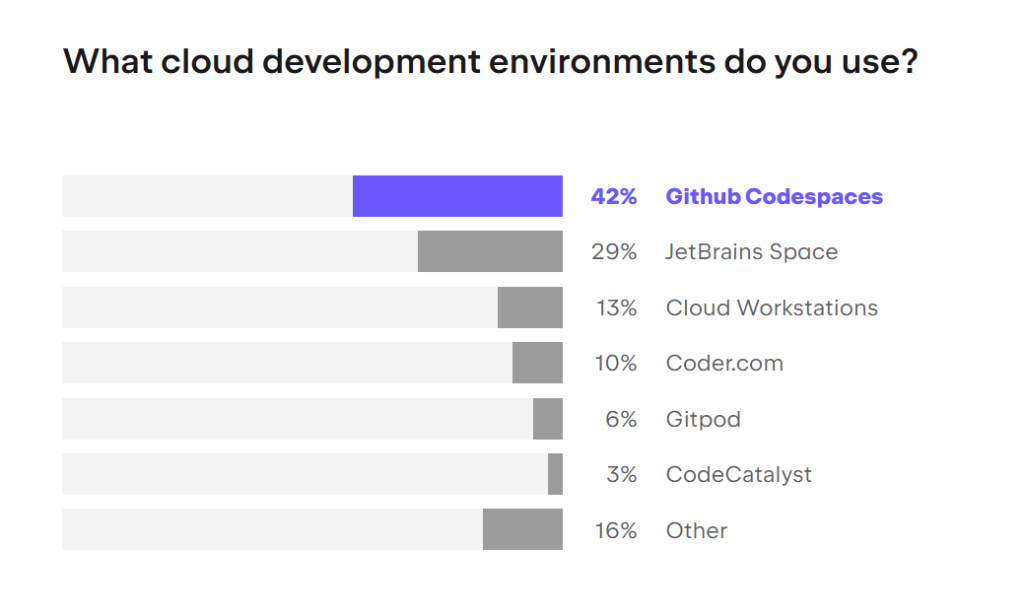 What cloud development environments do you use?
42% Github Codespaces
29% JetBrains Space
13% Cloud Workstations
10% Coder.com
6% Gitpod
3% CodeCatalyst
16% Other